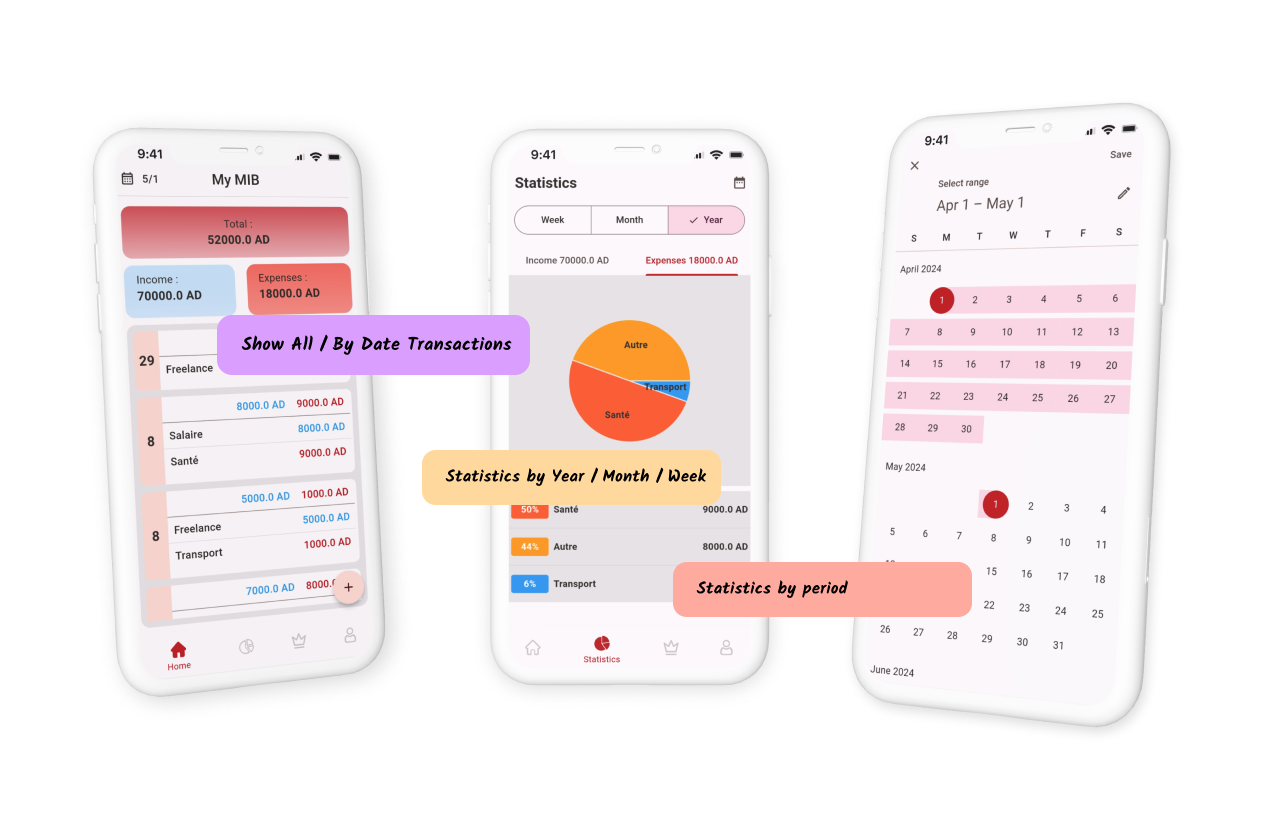 9:41
5/1
My MIB
Total :
52000.0 AD
Income :
70000.0 AD
Expenses :
18000.0 AD
29
Freelance
8
8000.0 AD 9000.0 AD
Salaire 8000.0 AD
Santé 9000.0 AD
8
5000.0 AD 1000.0 AD
Freelance 5000.0 AD
Transport 1000.0 AD
7000.0 AD 8000.
+
Home
Show All / By Date Transactions
9:41
Statistics
Week Month Year
Income 70000.0 AD Expenses 18000.0 AD
Autre
Transport
Santé
Statistics by Year / Month / Week
50% Santé 9000.0 AD
44% Autre 8000.0 AD
6% Transport
Statistics
Statistics by period
9:41
Save
Select range
Apr 1 – May 1
S M T W T F S
April 2024
1 2 3 4 5 6
7 8 9 10 11 12 13
14 15 16 17 18 19 20
21 22 23 24 25 26 27
28 29 30
May 2024
1 2 3 4
5 6 7 8 9 10 11
15 16 17 18
22 23 24 25
26 27 28 29 30 31
June 2024